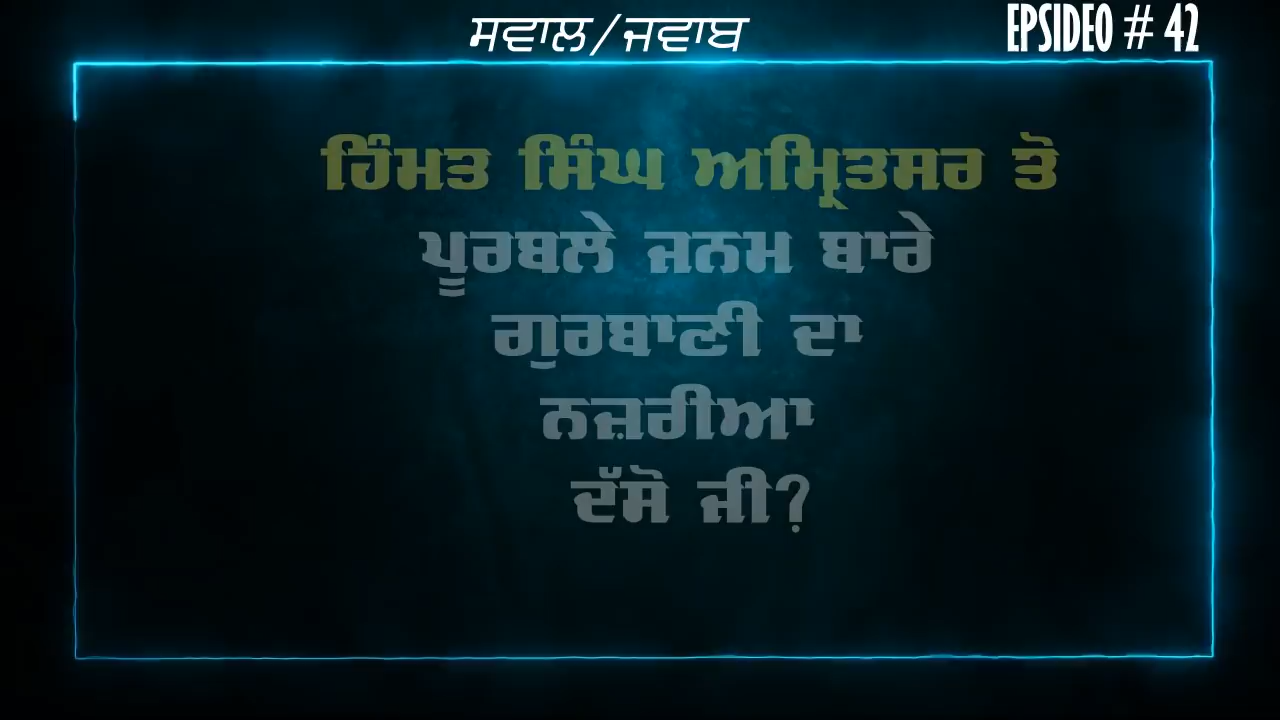 ਸਵਾਲ/ਜਵਾਬ
EPSIDEO # 42
ਹਿੰਮਤ ਸਿੰਘ ਅਮ੍ਰਿਤਸਰ ਤੋ
ਪੂਰਬਲੇ ਜਨਮ ਬਾਰੇ
ਗੁਰਬਾਣੀ ਦਾ
ਨਜ਼ਰੀਆ
ਦੱਸੋ ਜੀ?